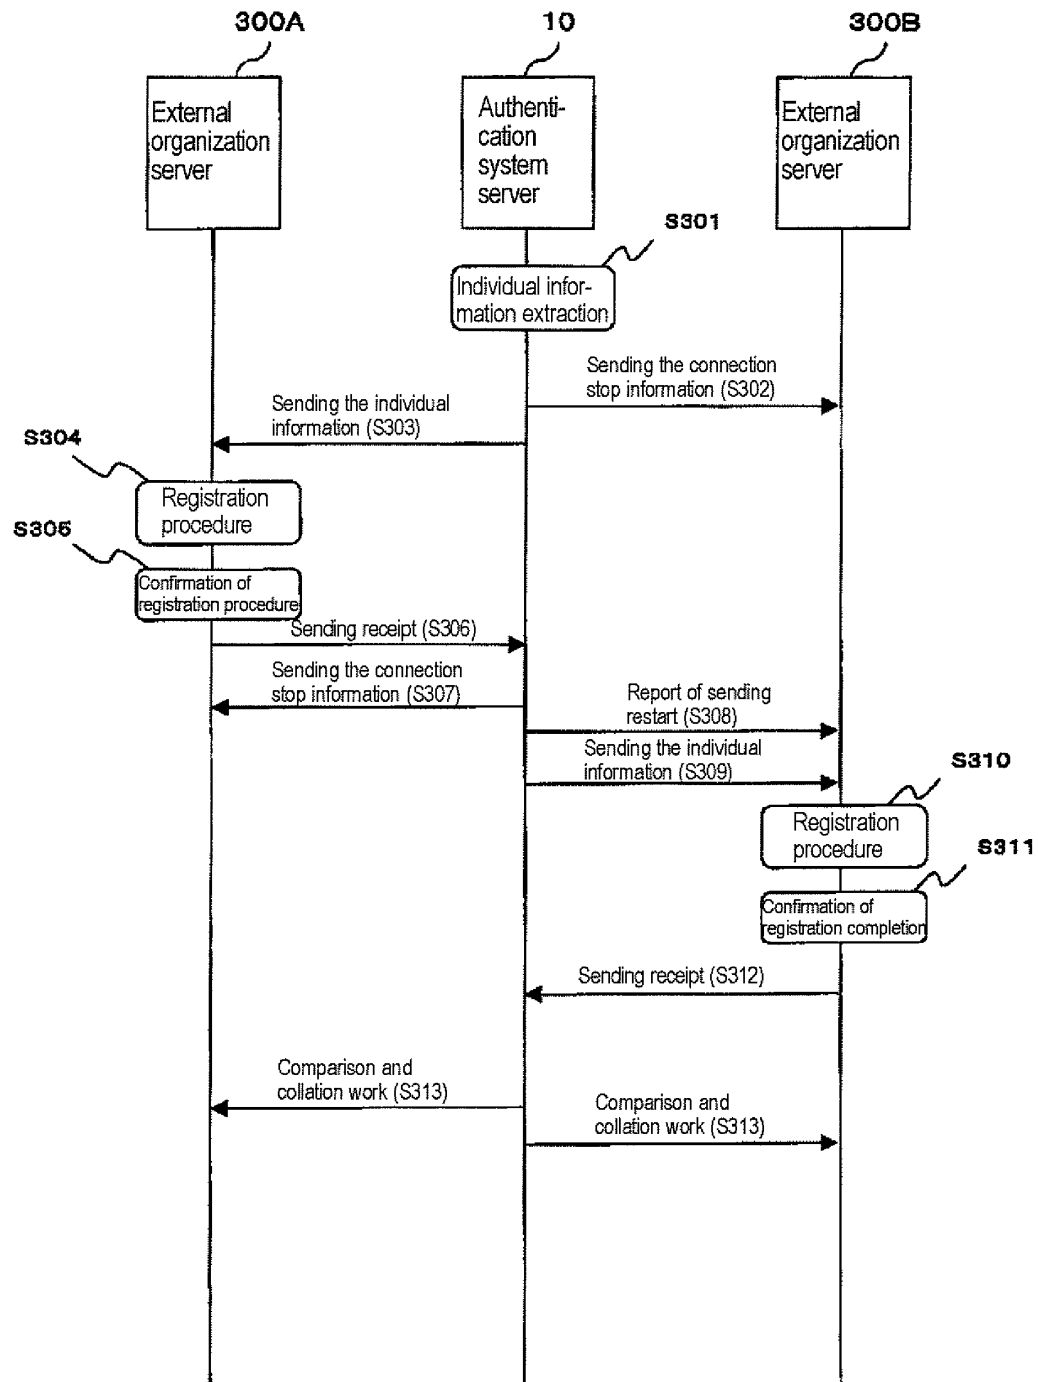 300A
10
300B
External
organization
server
Authenti-
cation
system
server
External
organization
server
S301
Individual infor-
mation extraction
Sending the connection
stop information (S302)
Sending the individual
information (S303)
S304
Registration
procedure
S305
Confirmation of
registration procedure
Sending receipt (S306)
Sending the connection
stop information (S307)
Report of sending
restart (S308)
Sending the individual
information (S309)
S310
Registration
procedure
S311
Confirmation of
registration completion
Sending receipt (S312)
Comparison and
collation work (S313)
Comparison and
collation work (S313)